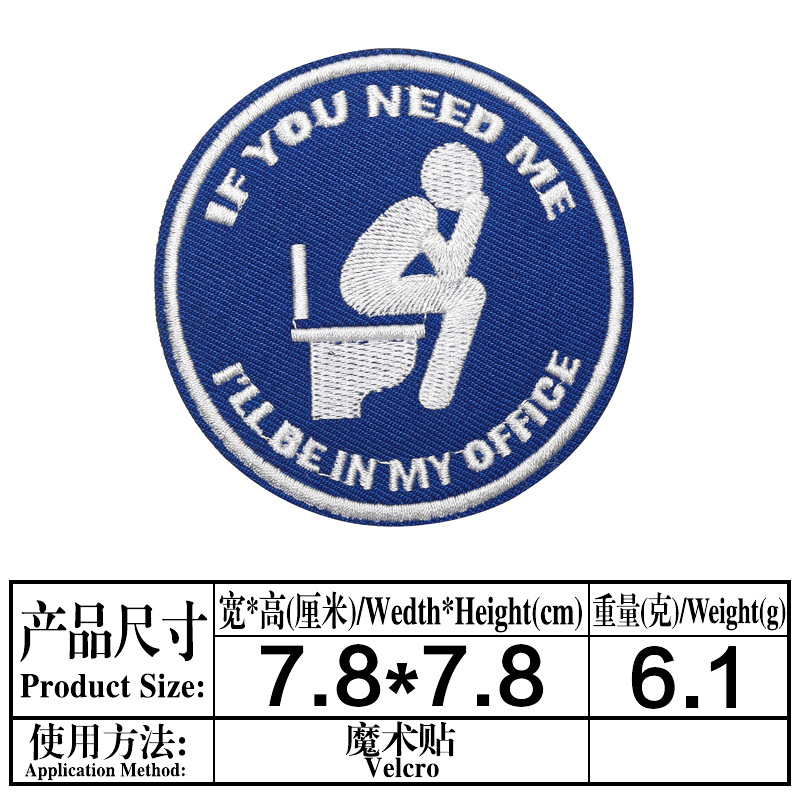 IF YOU NEED ME
I'LL BE IN MY OFFICE
产品尺寸
Product Size:
宽*高(厘米)/Wedth*Height(cm)
重量(克)/Weight(g)
7.8*7.8
6.1
使用方法:
Application Method:
魔术贴
Velcro